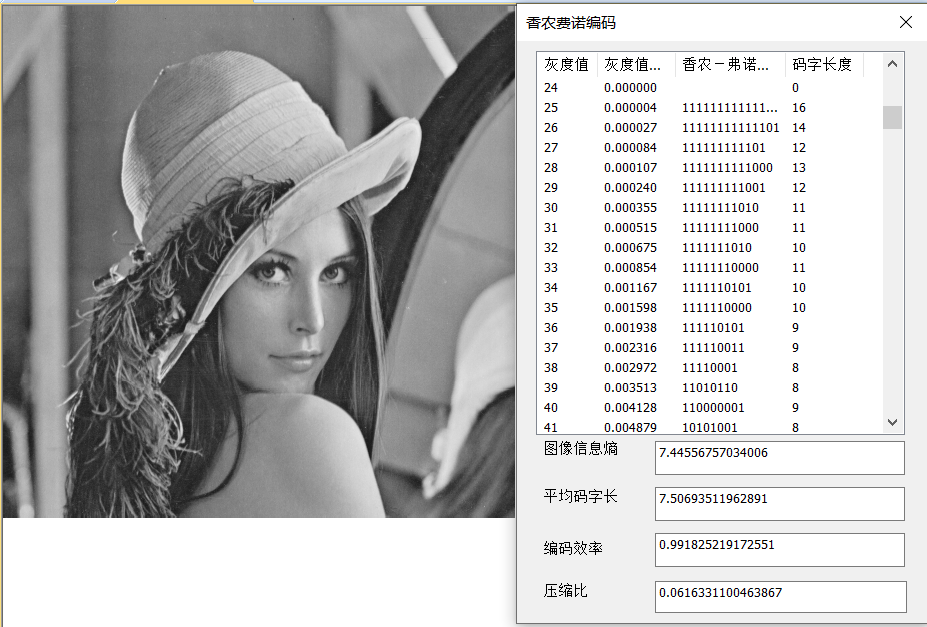 香农费诺编码
灰度值 灰度值... 香农－弗诺... 码字长度
24 0.000000 0
25 0.000004 111111111111... 16
26 0.000027 11111111111101 14
27 0.000084 111111111101 12
28 0.000107 1111111111000 13
29 0.000240 111111111001 12
30 0.000355 11111111010 11
31 0.000515 11111111000 11
32 0.000675 1111111010 10
33 0.000854 11111110000 11
34 0.001167 1111110101 10
35 0.001598 1111110000 10
36 0.001938 111110101 9
37 0.002316 111110011 9
38 0.002972 11110001 8
39 0.003513 11010110 8
40 0.004128 110000001 9
41 0.004879 10101001 8
图像信息熵 7.44556757034006
平均码字长 7.50693511962891
编码效率 0.991825219172551
压缩比 0.0616331100463867